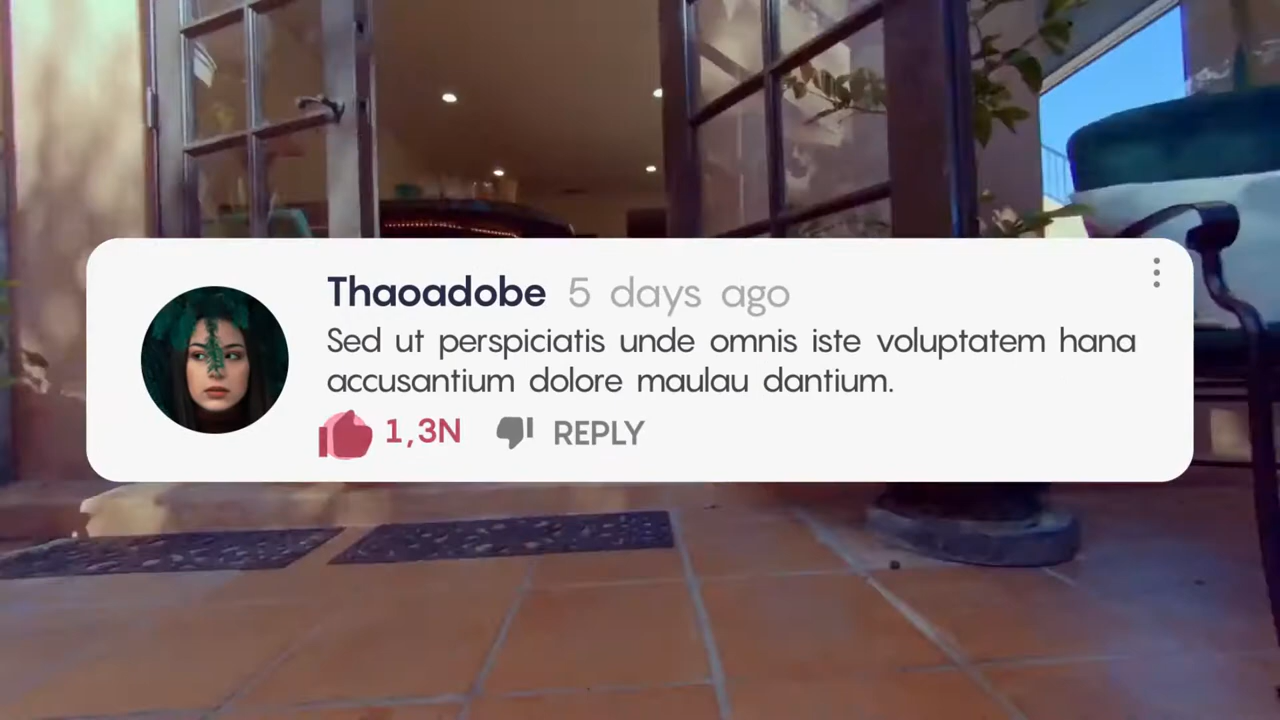 Thaoadobe 5 days ago
Sed ut perspiciatis unde omnis iste voluptatem hana
accusantium dolore maulau dantium.
1,3N REPLY